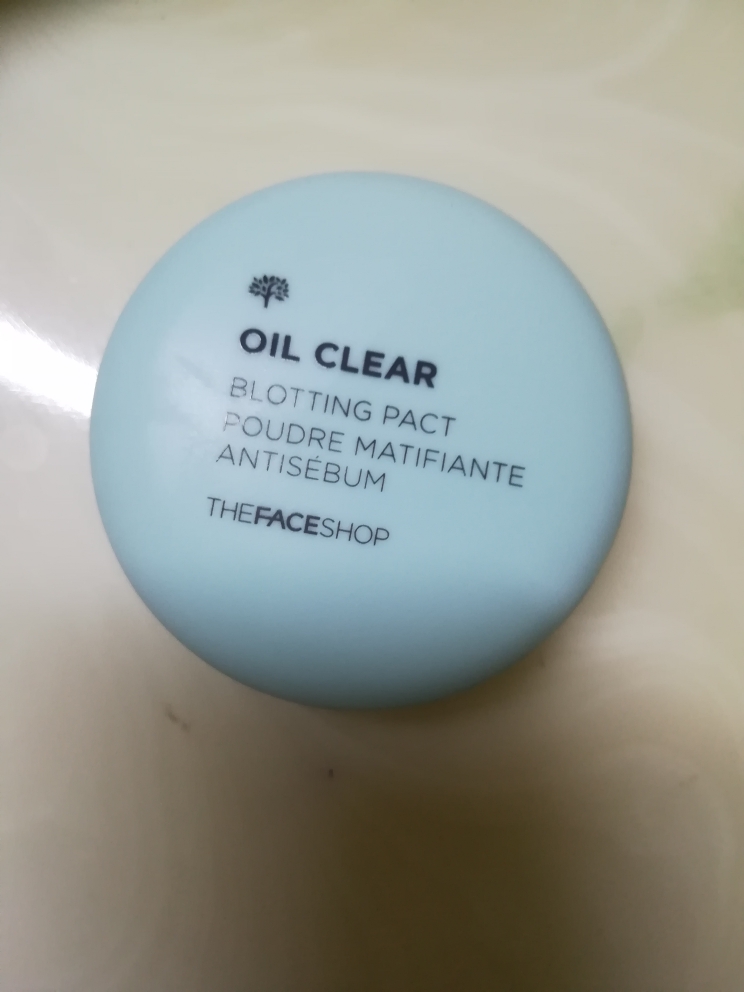 OIL CLEAR
BLOTTING PACT
POUDRE MATIFIANTE
ANTISÉBUM
THEFACESHOP